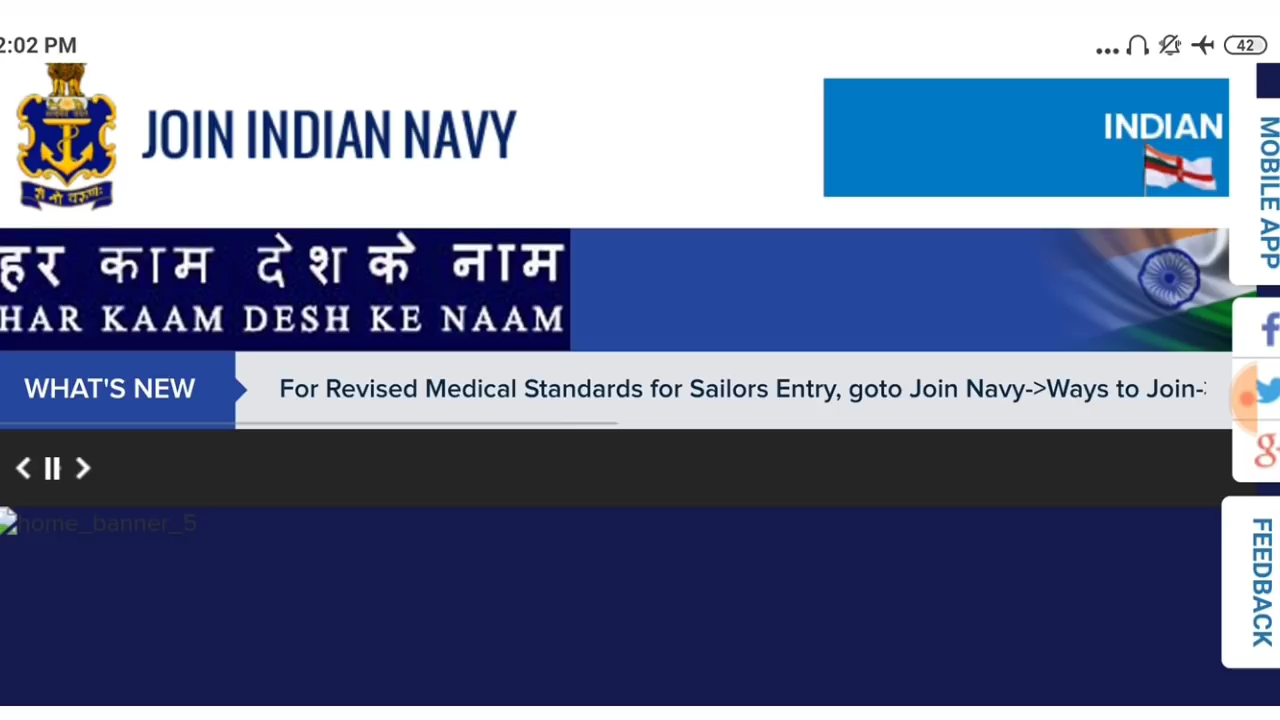 2:02 PM
42
JOIN INDIAN NAVY
INDIAN
MOBILE APP
हर काम देश के नाम
HAR KAAM DESH KE NAAM
WHAT'S NEW
For Revised Medical Standards for Sailors Entry, goto Join Navy->Ways to Join-
home_banner_5
FEEDBACK